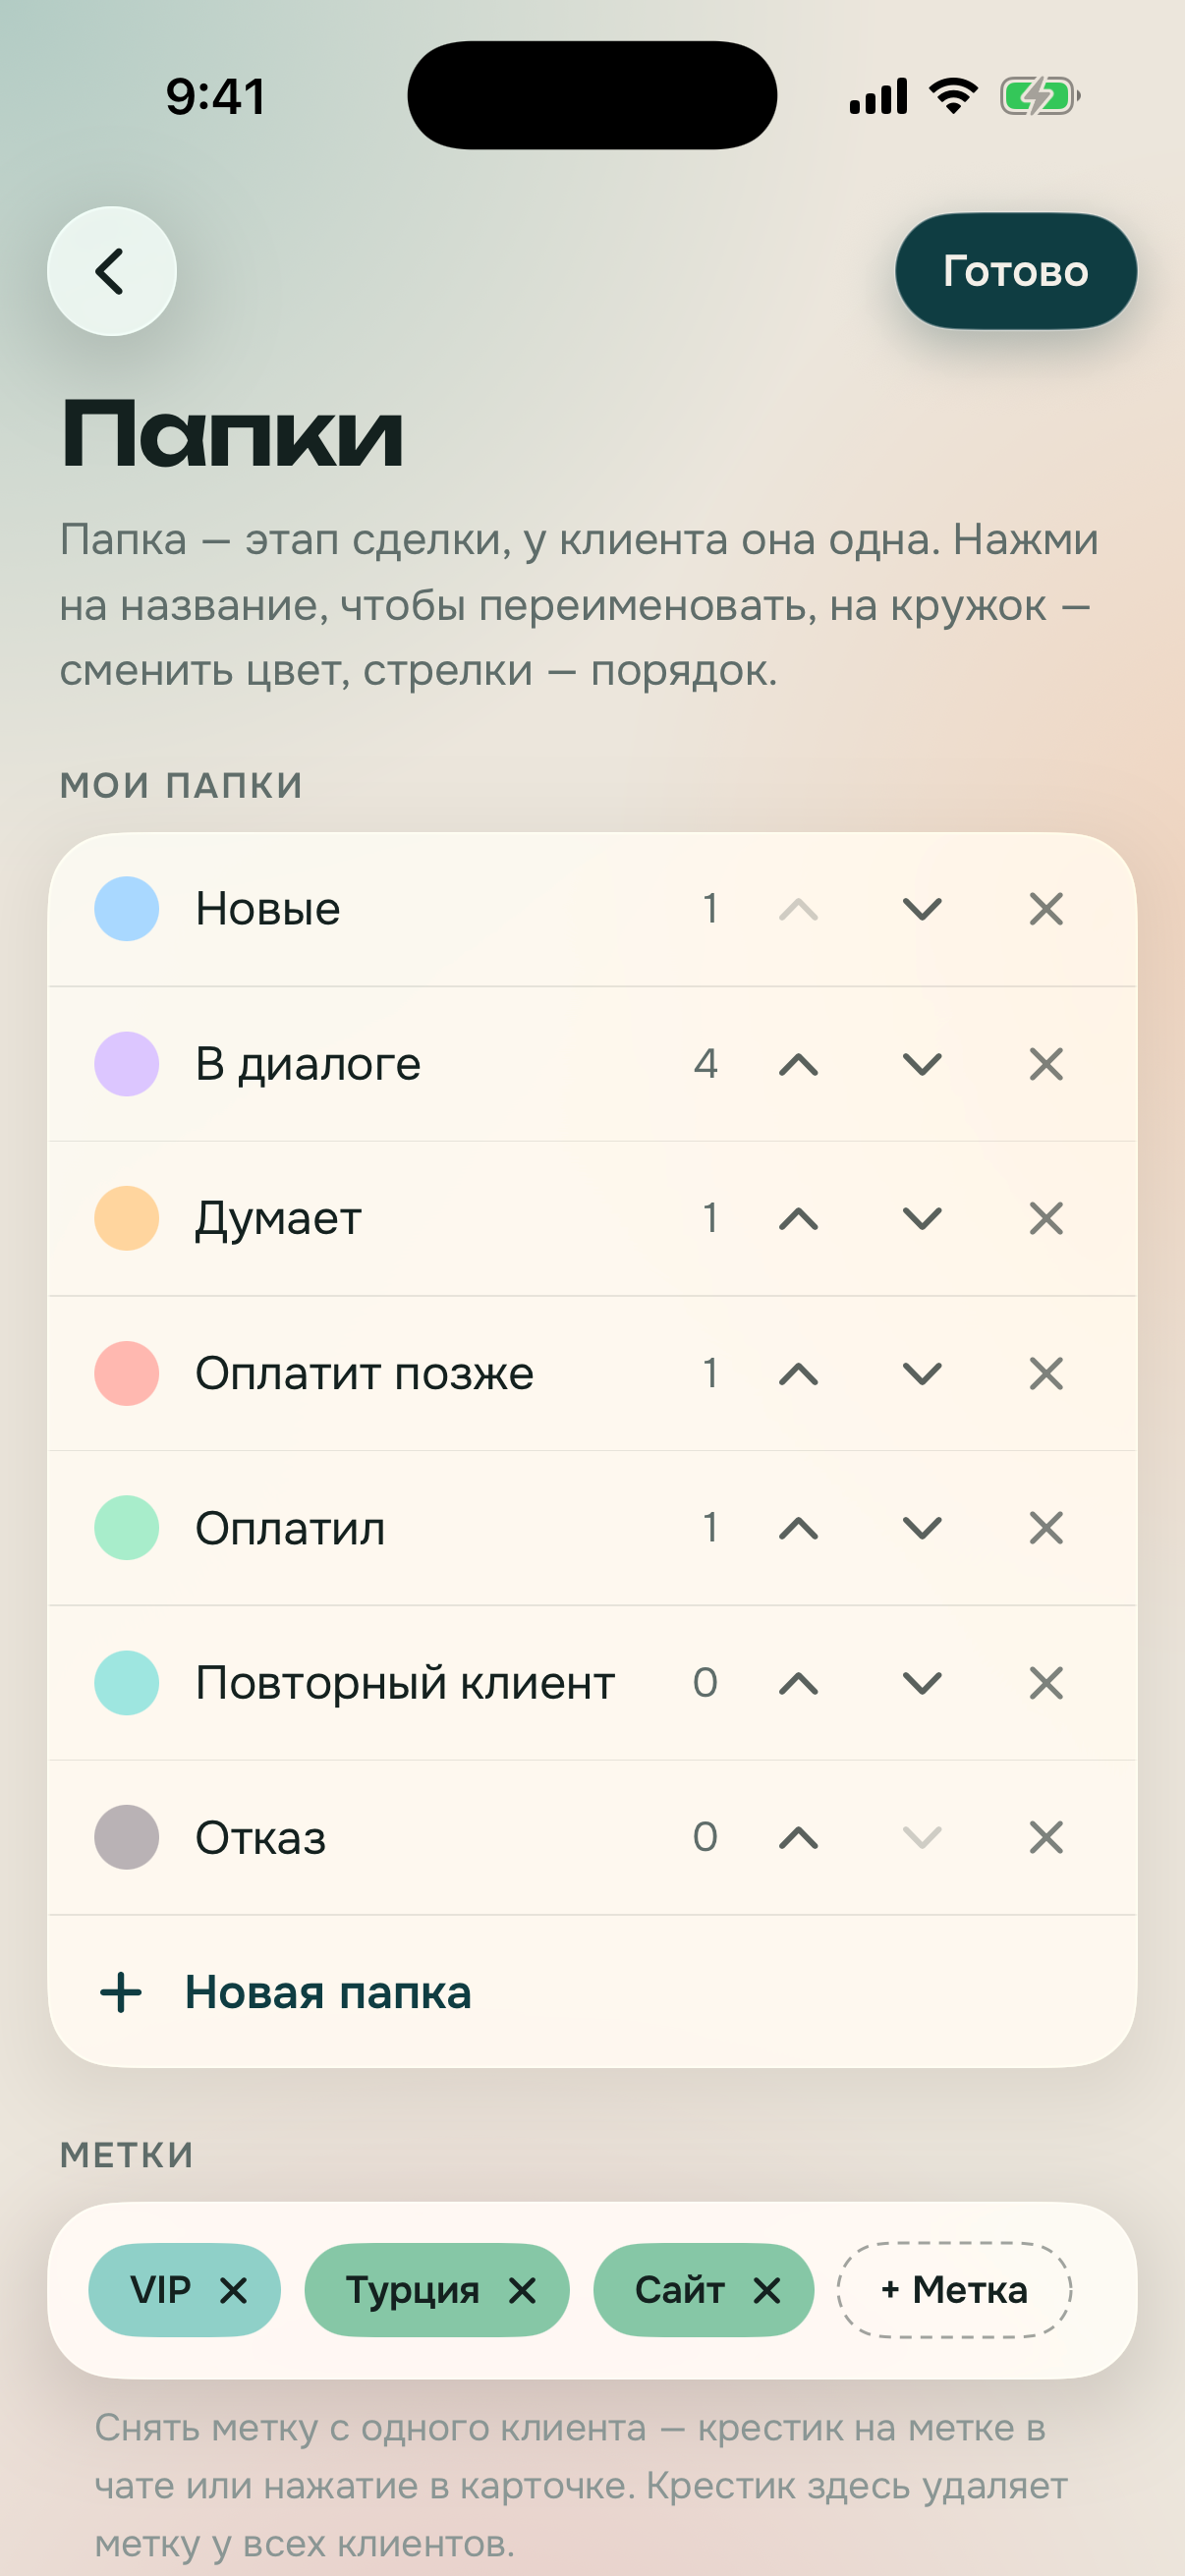 9:41
Готово
Папки
Папка — этап сделки, у клиента она одна. Нажми
на название, чтобы переименовать, на кружок —
сменить цвет, стрелки — порядок.
МОИ ПАПКИ
Новые 1
В диалоге 4
Думает 1
Оплатит позже 1
Оплатил 1
Повторный клиент 0
Отказ 0
+ Новая папка
МЕТКИ
VIP × Турция × Сайт × + Метка
Снять метку с одного клиента — крестик на метке в
чате или нажатие в карточке. Крестик здесь удаляет
метку у всех клиентов.